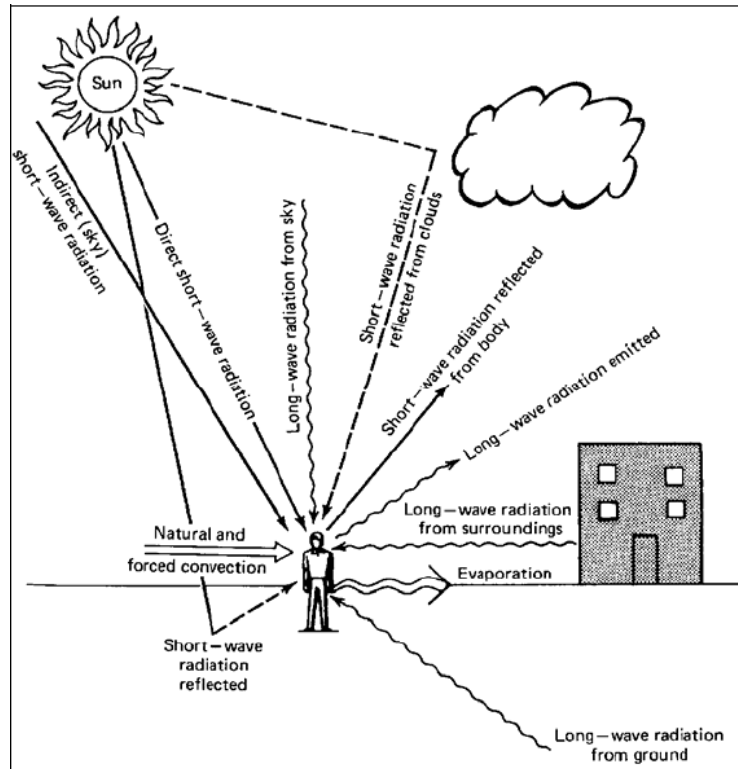 Sun
Indirect (sky)
short-wave radiation
Direct short-wave radiation
Long-wave radiation from sky
Short-wave radiation
reflected from clouds
Short-wave radiation reflected
from body
Long-wave radiation emitted
Long-wave radiation
from surroundings
Natural and
forced convection
Evaporation
Short-wave
radiation
reflected
Long-wave radiation
from ground